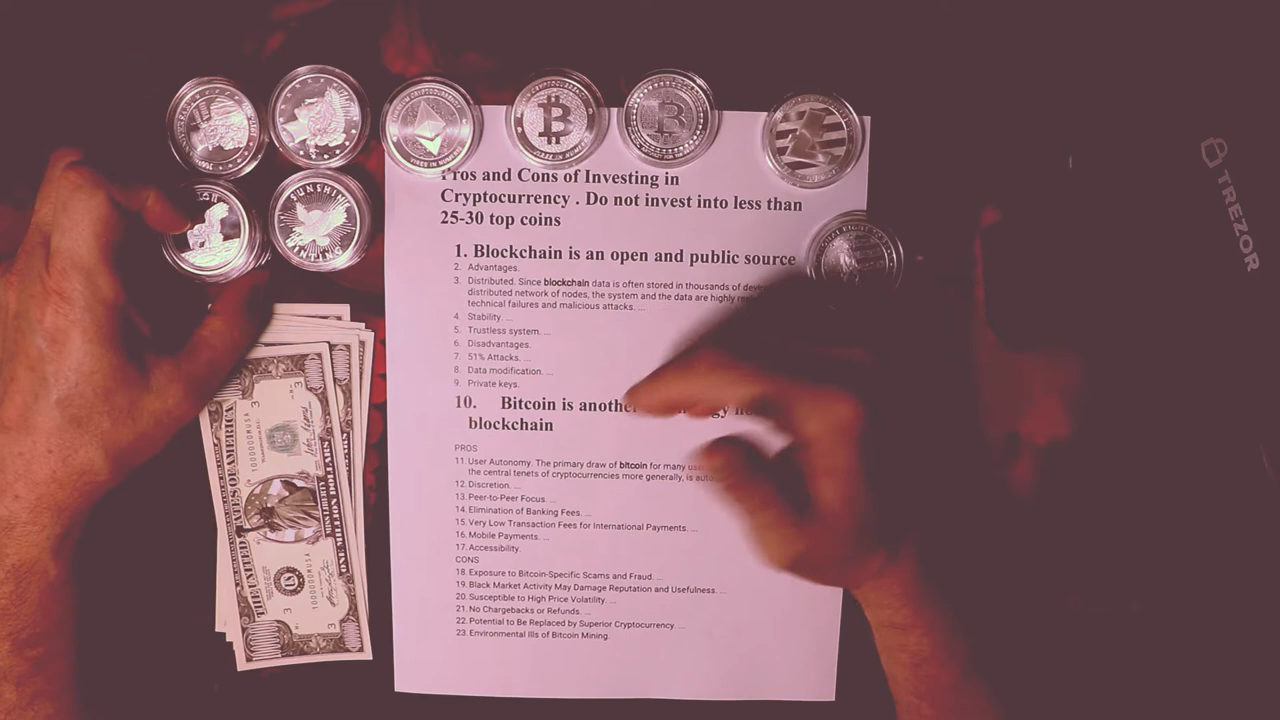 Pros and Cons of Investing in
Cryptocurrency . Do not invest into less than
25-30 top coins
1. Blockchain is an open and public source
2. Advantages.
3. Distributed. Since blockchain data is often stored in thousands of
distributed network of nodes, the system and the data are highly
technical failures and malicious attacks. ...
4. Stability. ...
5. Trustless system. ...
6. Disadvantages.
7. 51% Attacks. ...
8. Data modification. ...
9. Private keys.
10. Bitcoin is another
blockchain
PROS
11. User Autonomy. The primary draw of bitcoin for many
the central tenets of cryptocurrencies more generally, is
12. Discretion. ...
13. Peer-to-Peer Focus. ...
14. Elimination of Banking Fees. ...
15. Very Low Transaction Fees for International Payments. ...
16. Mobile Payments. ...
17. Accessibility.
CONS
18. Exposure to Bitcoin-Specific Scams and Fraud. ...
19. Black Market Activity May Damage Reputation and Usefulness. ...
20. Susceptible to High Price Volatility. ...
21. No Chargebacks or Refunds. ...
22. Potential to Be Replaced by Superior Cryptocurrency. ...
23. Environmental Ills of Bitcoin Mining.
TREZOR
SUNSHINE
MINTING
THE UNITED STATES OF AMERICA
ONE MILLION DOLLARS
MISS LIBERTY
1000000